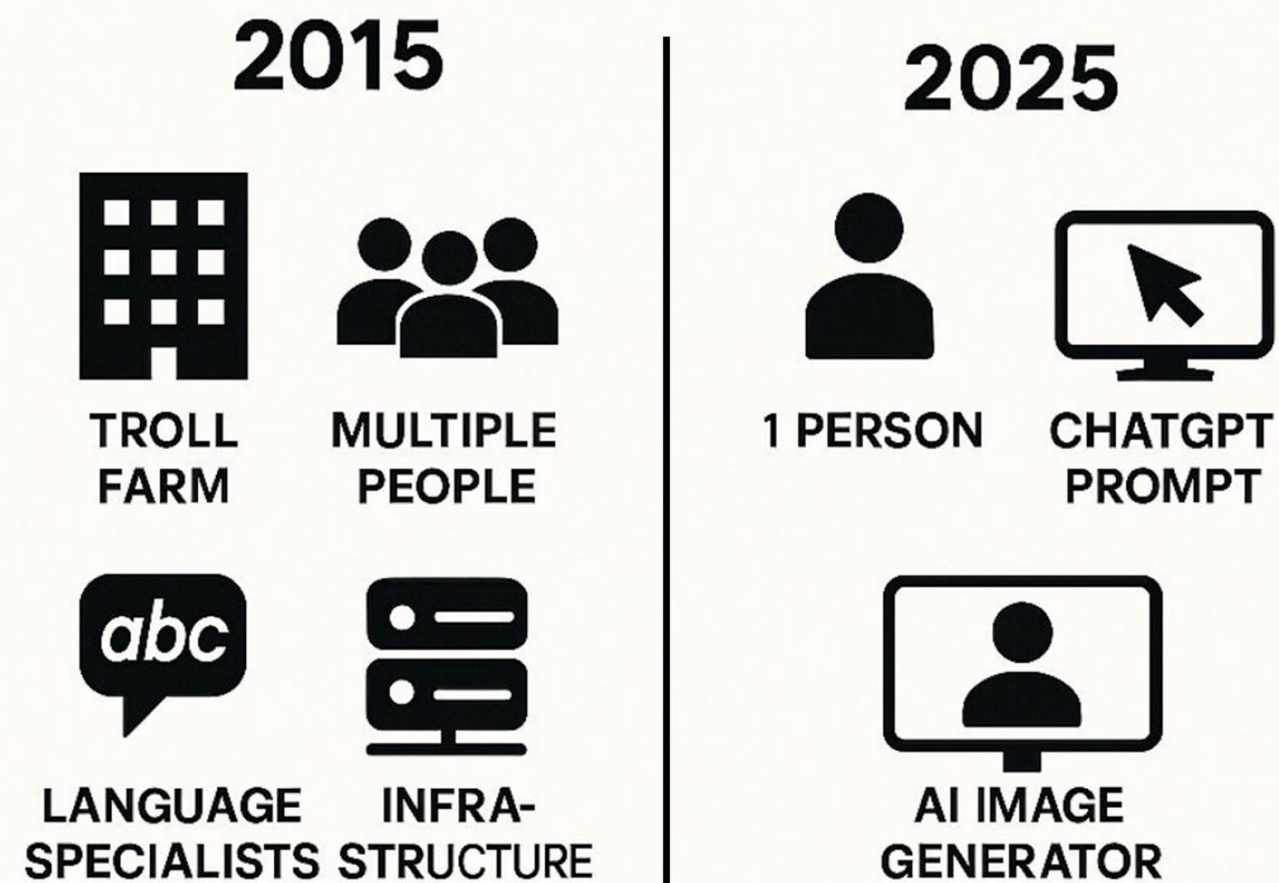 2015
TROLL
FARM
MULTIPLE
PEOPLE
abc
LANGUAGE
SPECIALISTS
INFRA-
STRUCTURE
2025
1 PERSON
CHATGPT
PROMPT
AI IMAGE
GENERATOR